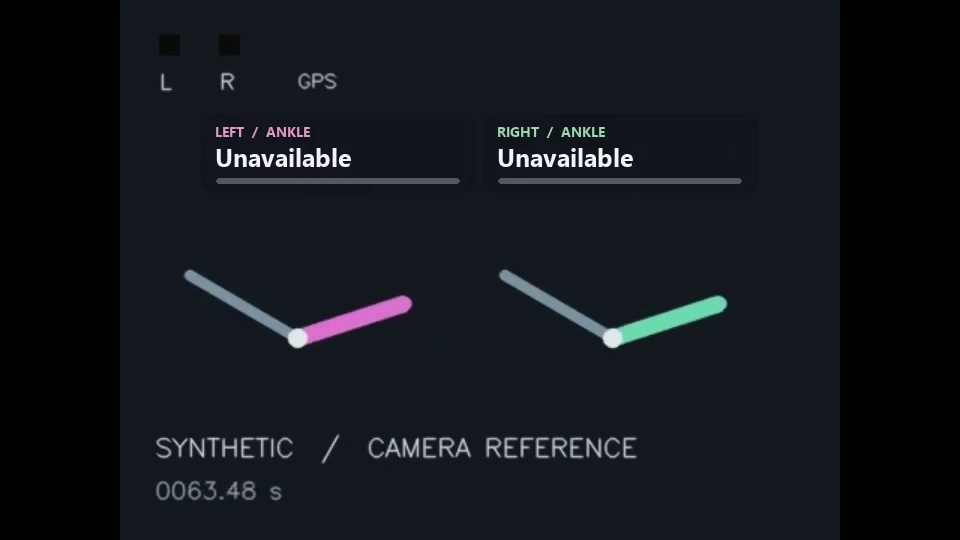 L R GPS
LEFT / ANKLE RIGHT / ANKLE
Unavailable Unavailable
SYNTHETIC / CAMERA REFERENCE
0063.48 s